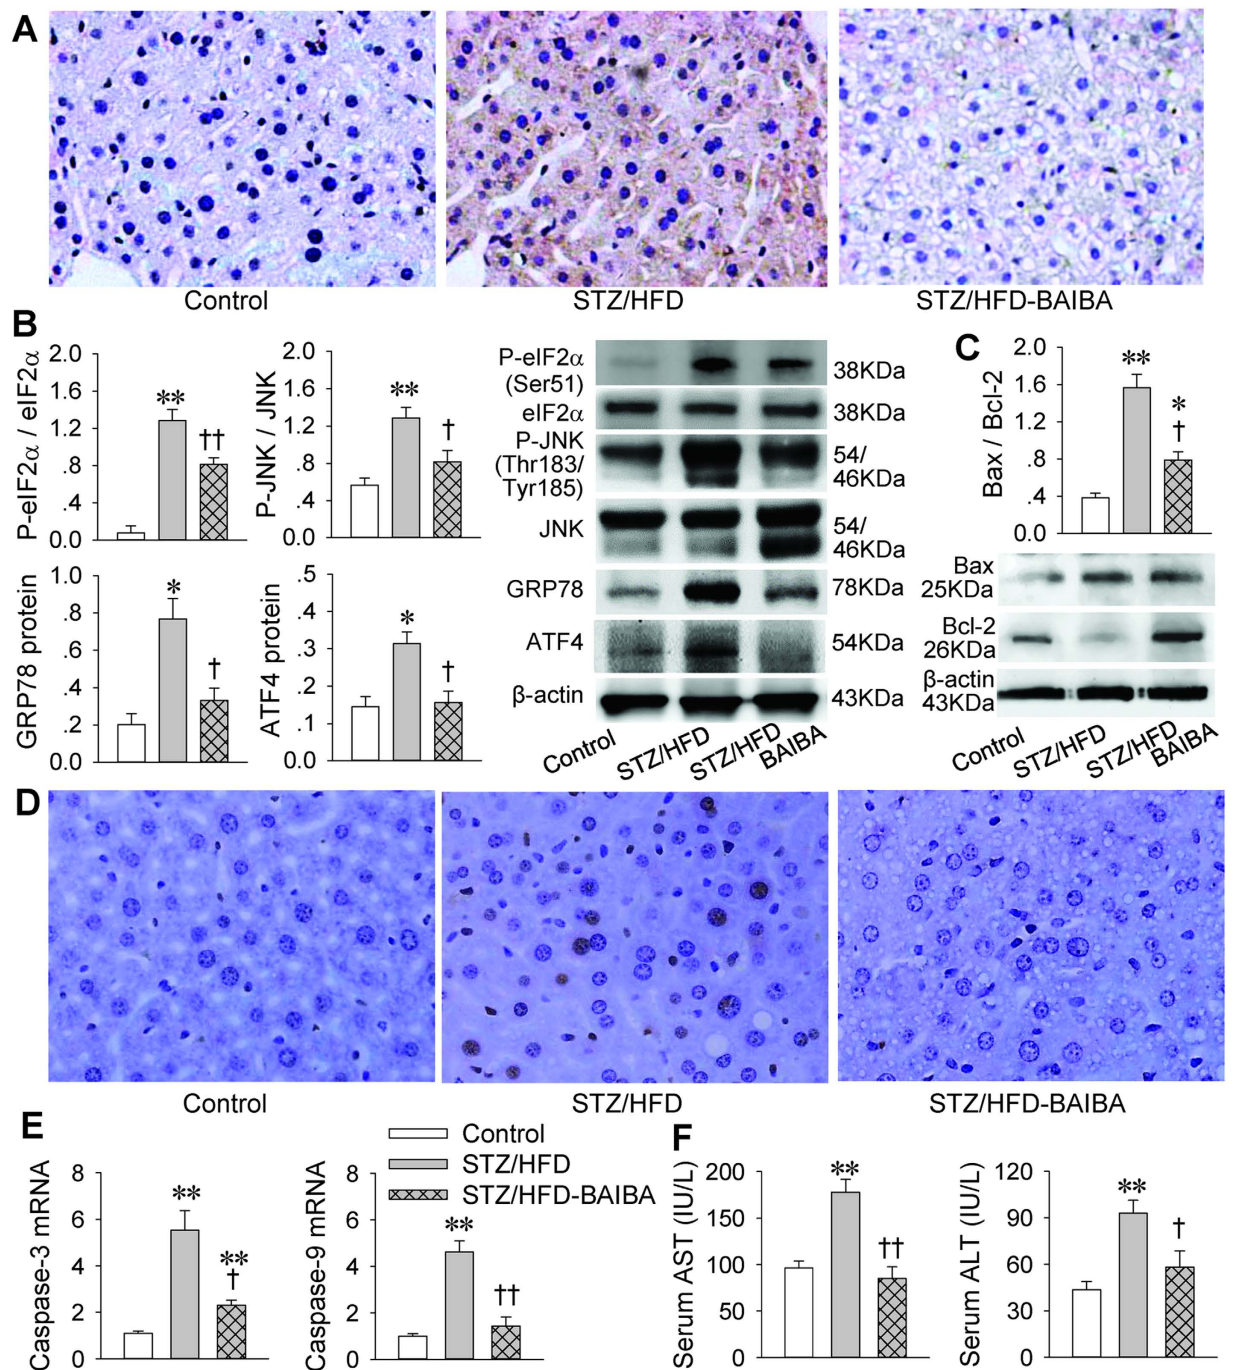 A
Control
STZ/HFD
STZ/HFD-BAIBA
B
P-eIF2α / eIF2α
2.0
1.6
1.2
.8
.4
0.0
**
††
P-JNK / JNK
2.0
1.6
1.2
.8
.4
0.0
**
†
GRP78 protein
1.0
.8
.6
.4
.2
0.0
*
†
ATF4 protein
.5
.4
.3
.2
.1
0.0
*
†
P-eIF2α
(Ser51)
38KDa
eIF2α
38KDa
P-JNK
(Thr183/
Tyr185)
54/
46KDa
JNK
54/
46KDa
GRP78
78KDa
ATF4
54KDa
β-actin
43KDa
Control
STZ/HFD
STZ/HFD
BAIBA
C
Bax / Bcl-2
2.0
1.6
1.2
.8
.4
0.0
**
*
†
Bax
25KDa
Bcl-2
26KDa
β-actin
43KDa
Control
STZ/HFD
STZ/HFD
BAIBA
D
Control
STZ/HFD
STZ/HFD-BAIBA
E
Caspase-3 mRNA
8
6
4
2
0
**
**
†
Caspase-9 mRNA
8
6
4
2
0
**
††
Control
STZ/HFD
STZ/HFD-BAIBA
F
Serum AST (IU/L)
200
150
100
50
0
**
††
Serum ALT (IU/L)
120
90
60
30
0
**
†